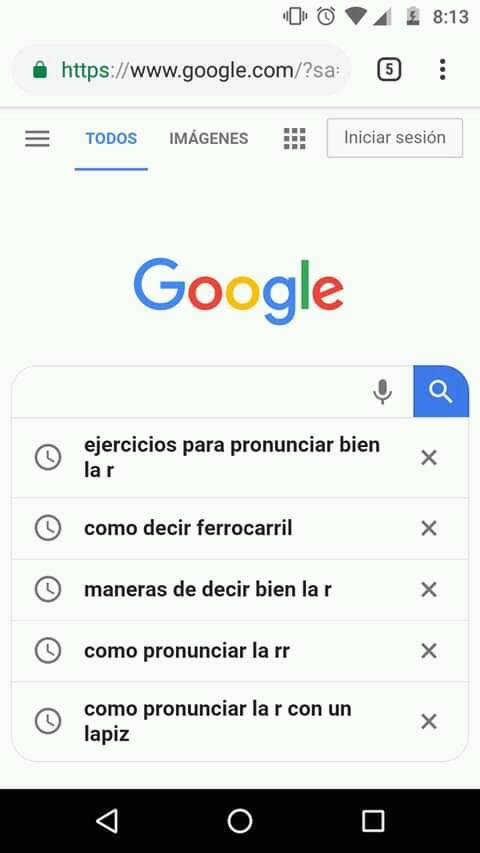 8:13
https://www.google.com/?sa=
5
TODOS
IMÁGENES
Iniciar sesión
Google
ejercicios para pronunciar bien
la r
como decir ferrocarril
maneras de decir bien la r
como pronunciar la rr
como pronunciar la r con un
lapiz